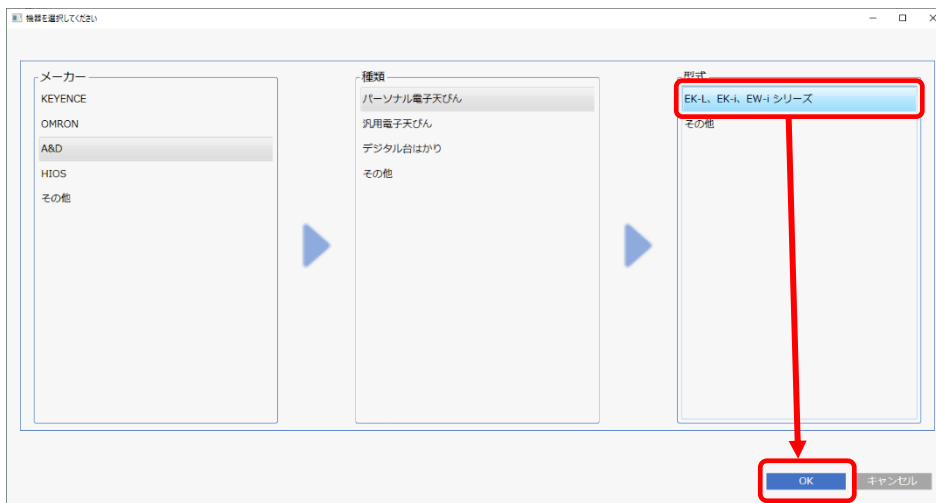 機器を選択してください
メーカー
KEYENCE
OMRON
A&D
HIOS
その他
種類
パーソナル電子天びん
汎用電子天びん
デジタル台はかり
その他
型式
EK-L、EK-i、EW-i シリーズ
その他
OK
キャンセル